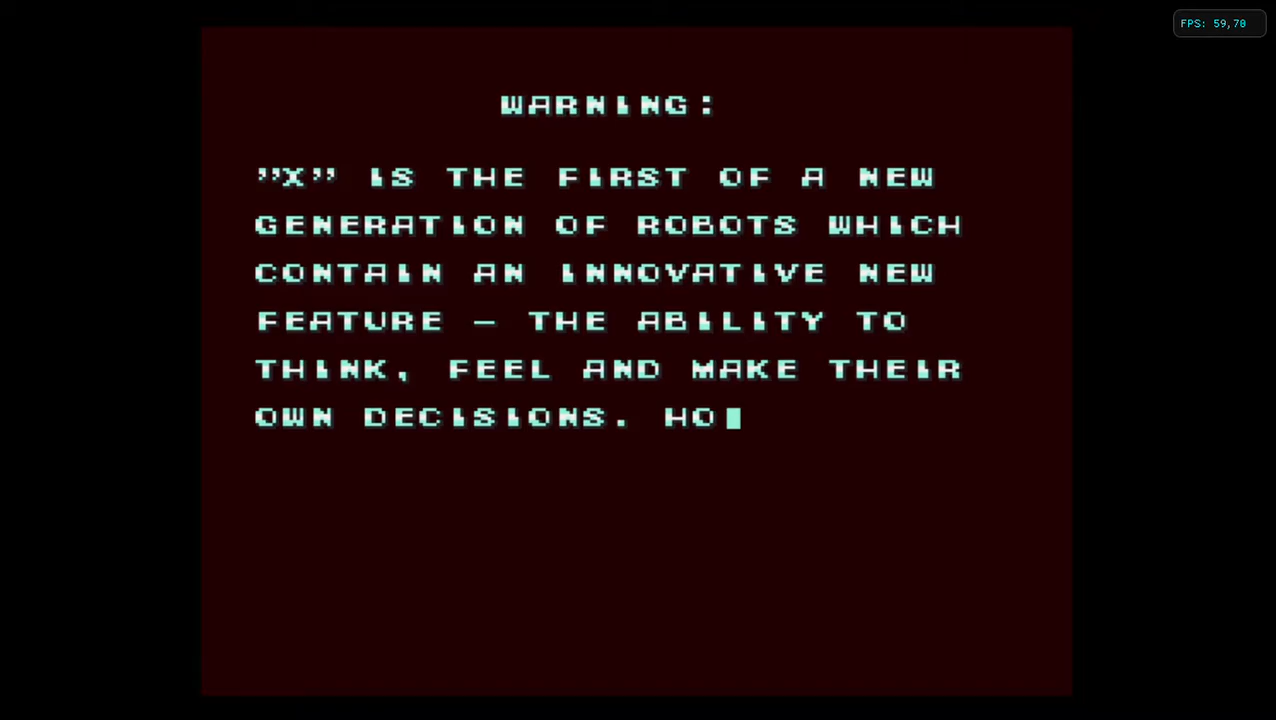 FPS: 59,70
WARNING:
”X” IS THE FIRST OF A NEW
GENERATION OF ROBOTS WHICH
CONTAIN AN INNOVATIVE NEW
FEATURE – THE ABILITY TO
THINK, FEEL AND MAKE THEIR
OWN DECISIONS. HO